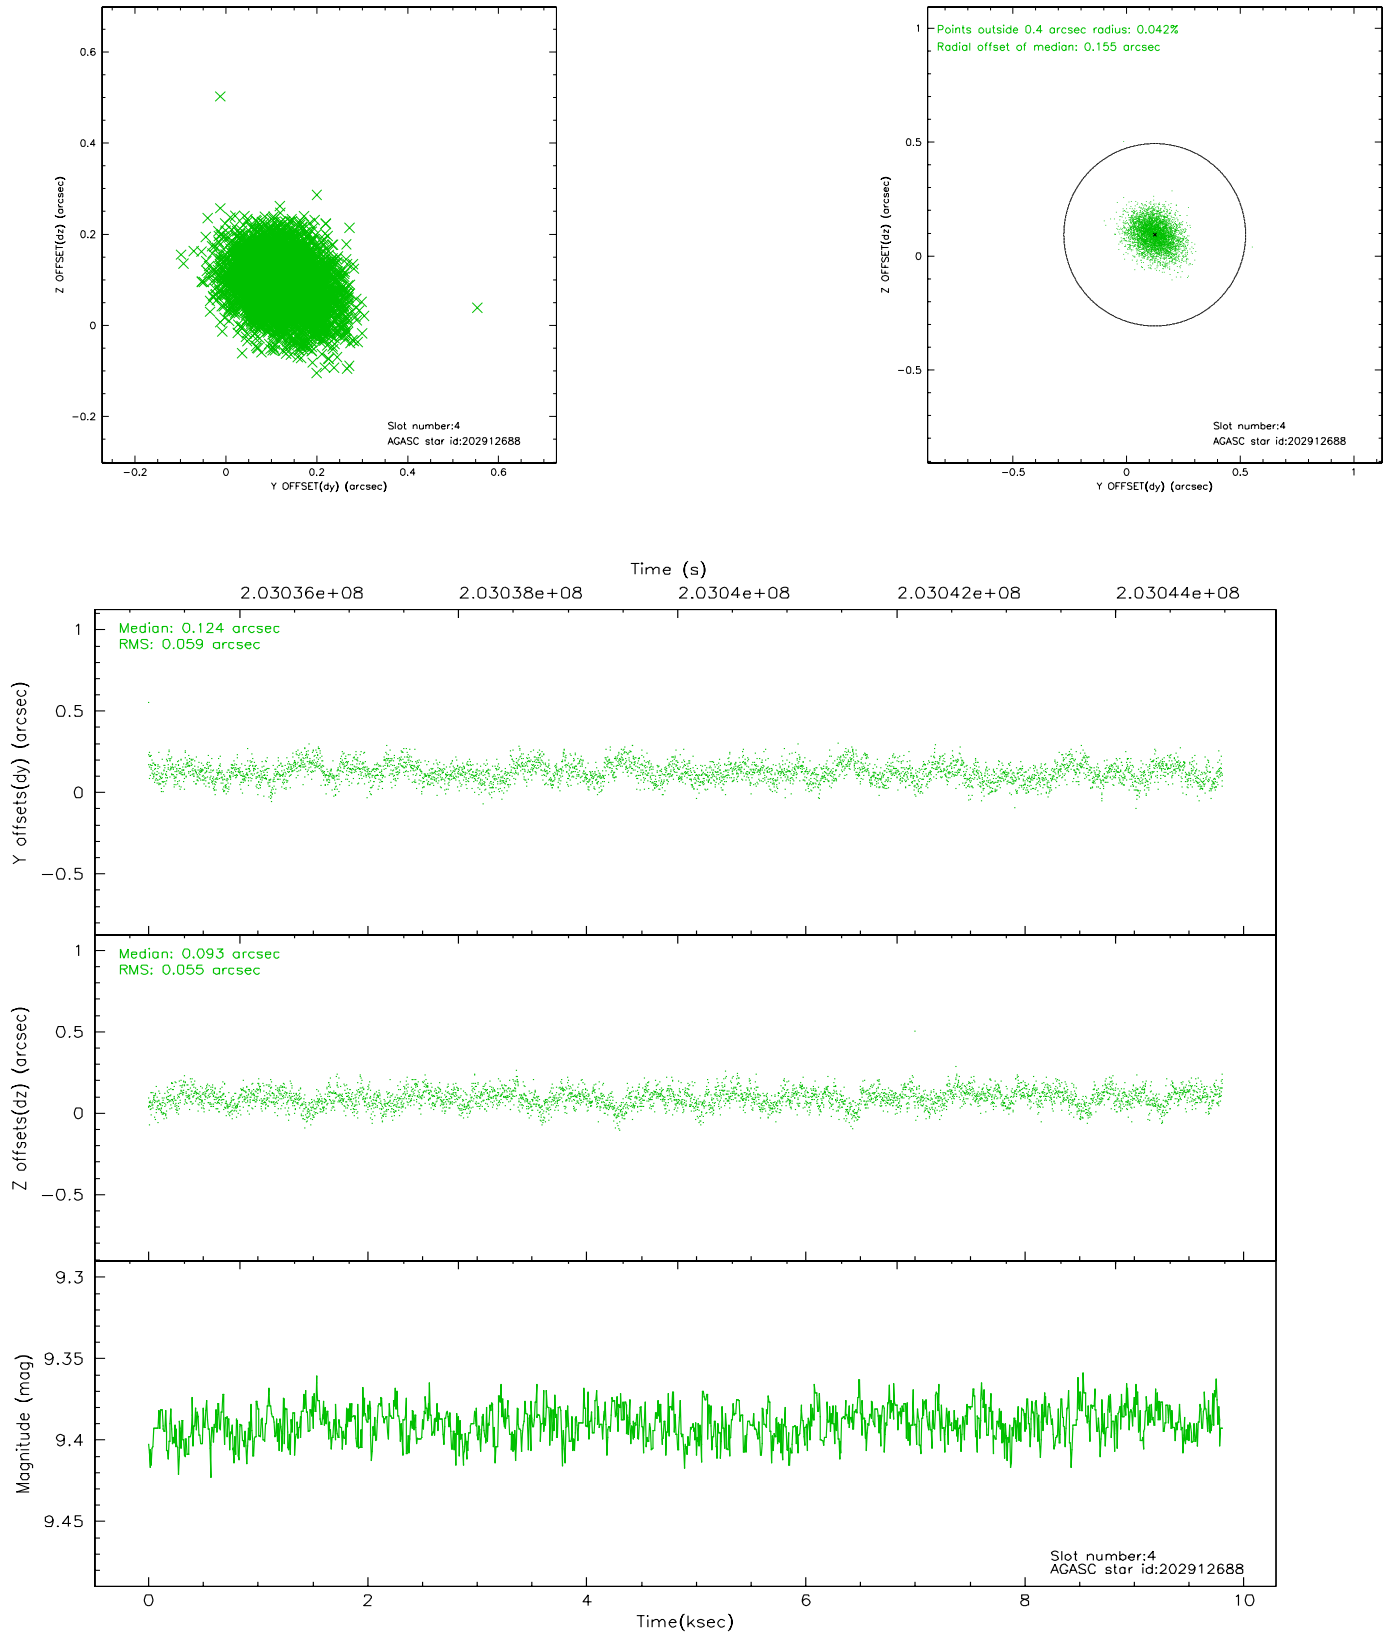 0.6
0.4
0.2
0
−0.2
Z OFFSET(dz) (arcsec)
−0.2 0 0.2 0.4 0.6
Y OFFSET(dy) (arcsec)
Slot number:4
AGASC star id:202912688
Points outside 0.4 arcsec radius: 0.042%
Radial offset of median: 0.155 arcsec
1
0.5
0
−0.5
Z OFFSET(dz) (arcsec)
−0.5 0 0.5 1
Y OFFSET(dy) (arcsec)
Slot number:4
AGASC star id:202912688
Time (s)
2.03036e+08 2.03038e+08 2.0304e+08 2.03042e+08 2.03044e+08
Median: 0.124 arcsec
RMS: 0.059 arcsec
1
0.5
0
−0.5
Y offsets(dy) (arcsec)
Median: 0.093 arcsec
RMS: 0.055 arcsec
1
0.5
0
−0.5
Z offsets(dz) (arcsec)
9.3
9.35
9.4
9.45
Magnitude (mag)
Slot number:4
AGASC star id:202912688
0 2 4 6 8 10
Time(ksec)